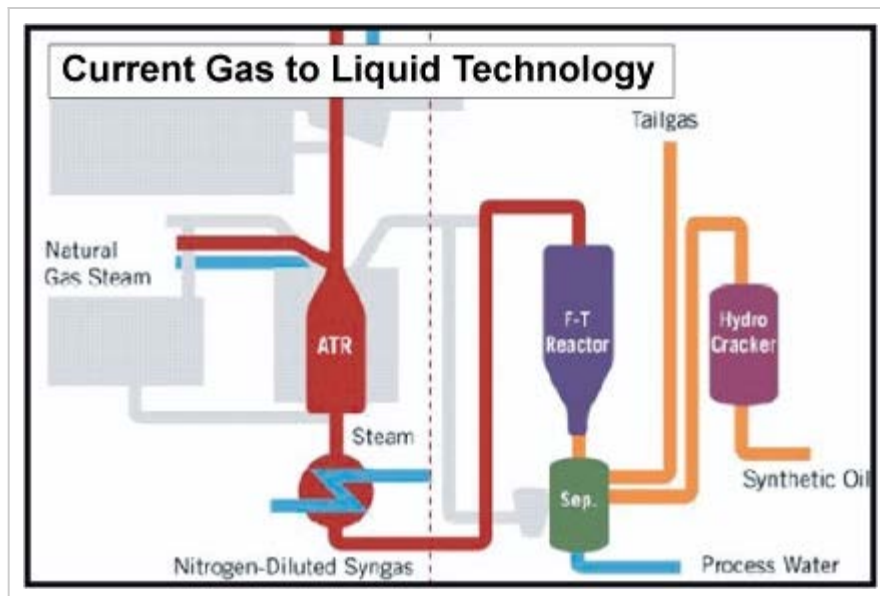 Current Gas to Liquid Technology
Tailgas
Natural
Gas Steam
ATR
F-T
Reactor
Hydro
Cracker
Steam
Sep.
Synthetic Oil
Nitrogen-Diluted Syngas
Process Water